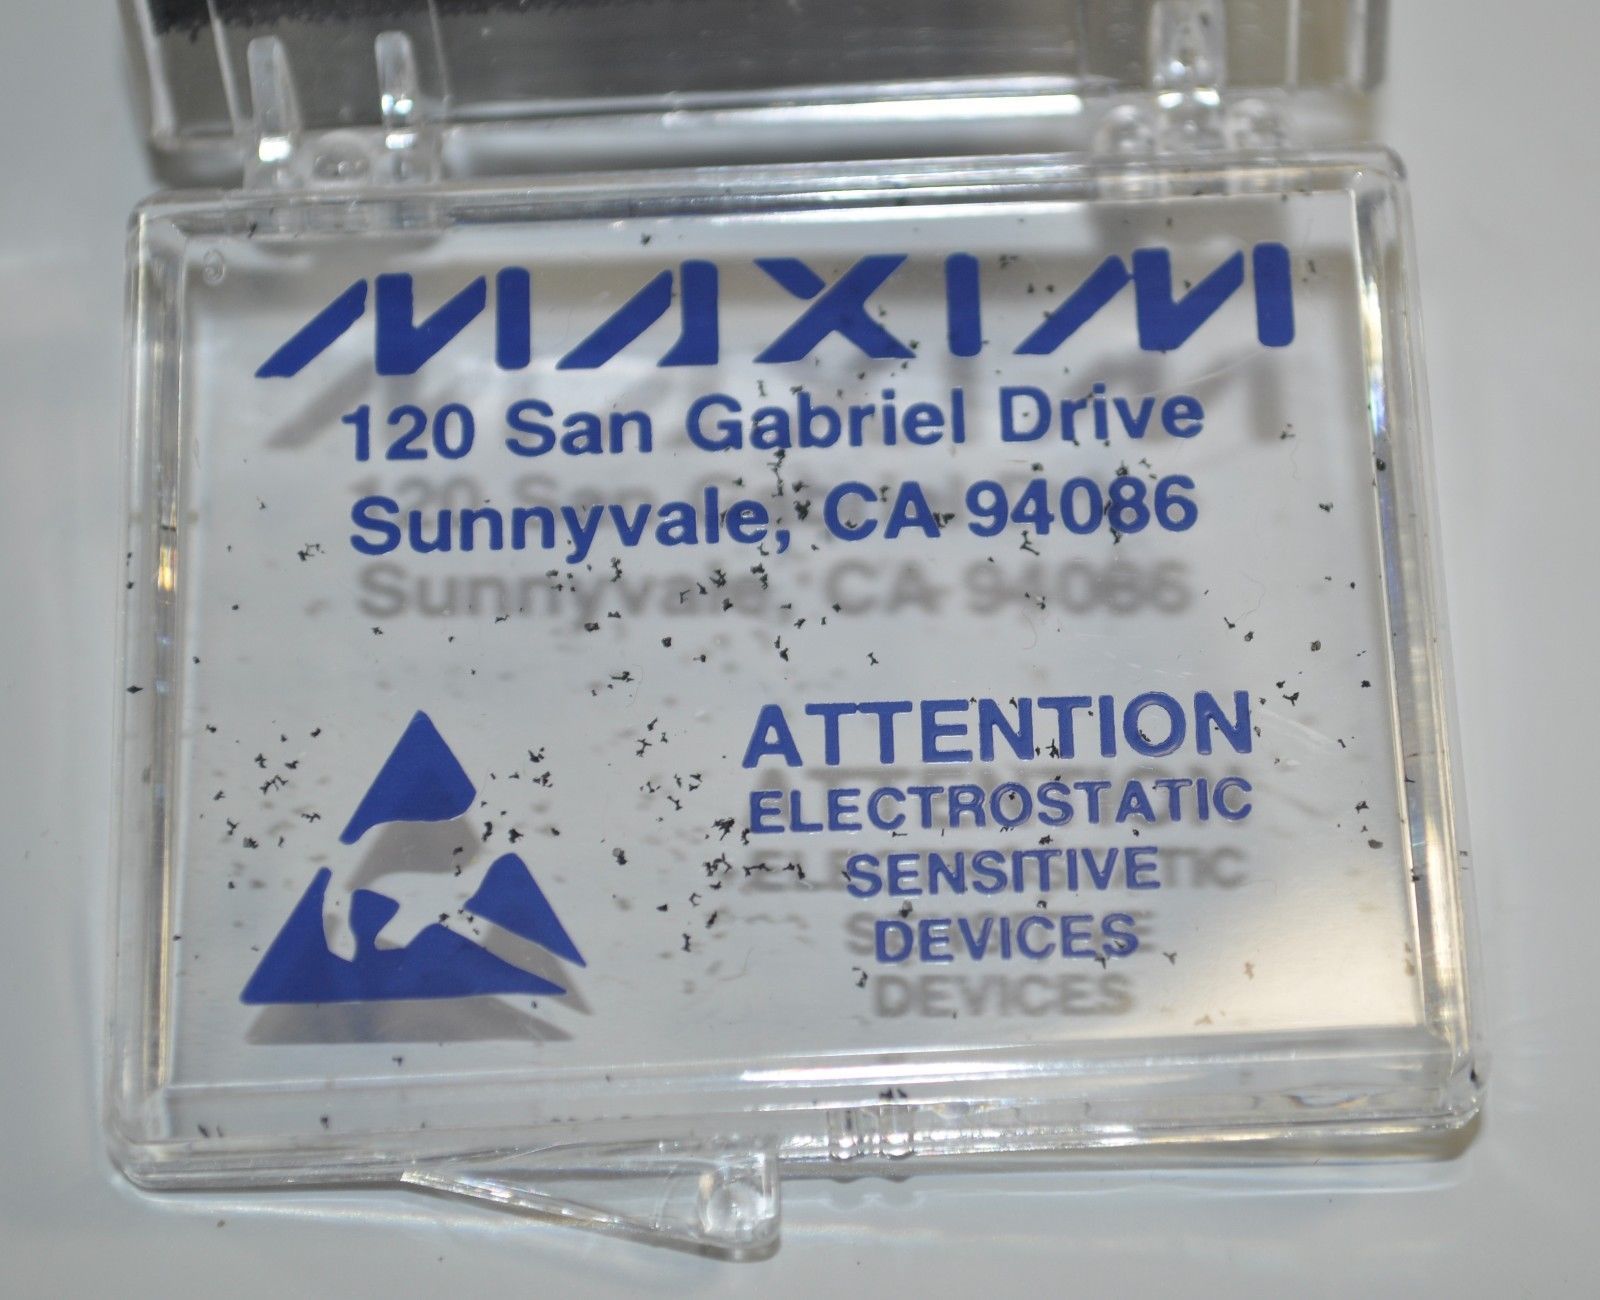 MAXIM
120 San Gabriel Drive
Sunnyvale, CA 94086
ATTENTION
ELECTROSTATIC
SENSITIVE
DEVICES